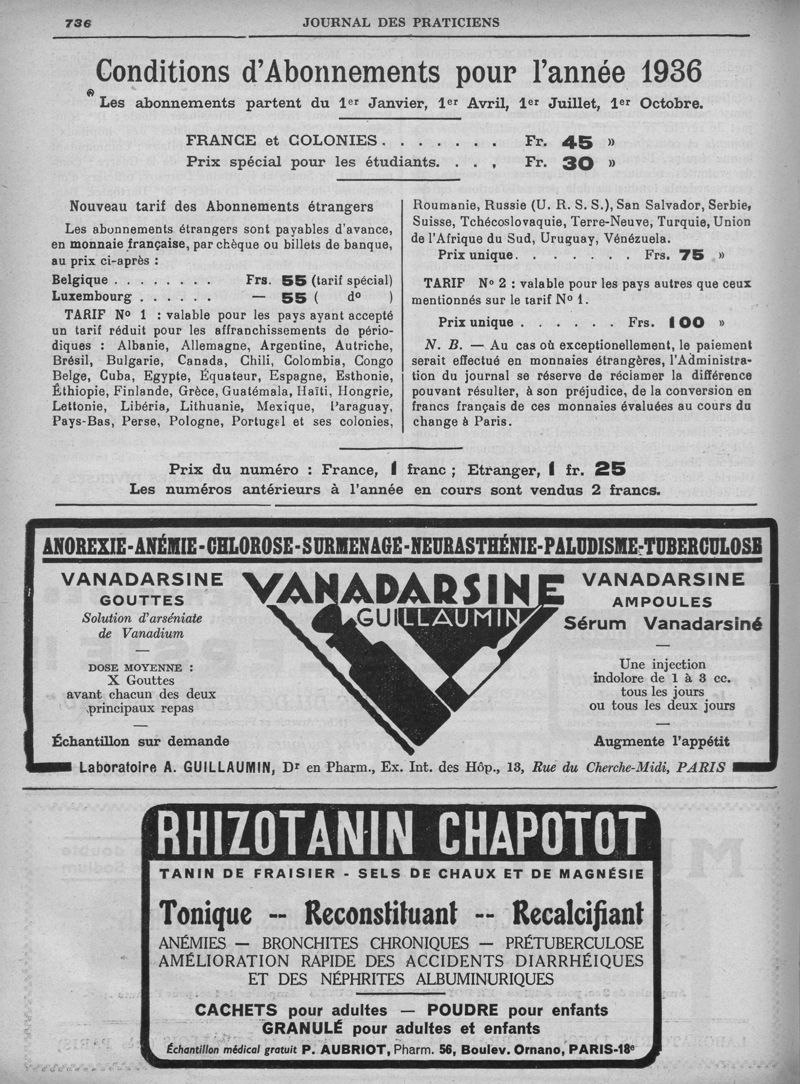 736
JOURNAL DES PRATICIENS
Conditions d'Abonnements pour l'année 1936
Les abonnements partent du 1er Janvier, 1er Avril, 1er Juillet, 1er Octobre.
FRANCE et COLONIES. . . . . . . Fr. 45 »
Prix spécial pour les étudiants. . . , Fr. 30 »
Nouveau tarif des Abonnements étrangers
Les abonnements étrangers sont payables d'avance,
en monnaie française, par chèque ou billets de banque,
au prix ci-après :
Belgique . . . . . . . . Frs. 55 (tarif spécial)
Luxembourg . . . . . . — 55 ( do )
TARIF No 1 : valable pour les pays ayant accepté
un tarif réduit pour les affranchissements de pério-
diques : Albanie, Allemagne, Argentine, Autriche,
Brésil, Bulgarie, Canada, Chili, Colombia, Congo
Belge, Cuba, Egypte, Équateur, Espagne, Esthonie,
Éthiopie, Finlande, Grèce, Guatémala, Haïti, Hongrie,
Lettonie, Libéria, Lithuanie, Mexique, Paraguay,
Pays-Bas, Perse, Pologne, Portugal et ses colonies,
Roumanie, Russie (U. R. S. S.), San Salvador, Serbie,
Suisse, Tchécoslovaquie, Terre-Neuve, Turquie, Union
de l'Afrique du Sud, Uruguay, Vénézuela.
Prix unique. . . . . . . Frs. 75 »
TARIF No 2 : valable pour les pays autres que ceux
mentionnés sur le tarif No 1.
Prix unique . . . . . . Frs. 100 »
N. B. — Au cas où exceptionellement, le paiement
serait effectué en monnaies étrangères, l'Administra-
tion du journal se réserve de réclamer la différence
pouvant résulter, à son préjudice, de la conversion en
francs français de ces monnaies évaluées au cours du
change à Paris.
Prix du numéro : France, 1 franc ; Etranger, 1 fr. 25
Les numéros antérieurs à l'année en cours sont vendus 2 francs.
ANOREXIE-ANÉMIE-CHLOROSE-SURMENAGE-NEURASTHÉNIE-PALUDISME-TUBERCULOSE
VANADARSINE
GOUTTES
Solution d'arséniate
de Vanadium
DOSE MOYENNE :
X Gouttes
avant chacun des deux
principaux repas
Échantillon sur demande
VANADARSINE
GUILLAUMIN
VANADARSINE
AMPOULES
Sérum Vanadarsiné
Une injection
indolore de 1 à 3 cc.
tous les jours
ou tous les deux jours
Augmente l'appétit
Laboratoire A. GUILLAUMIN, Dr en Pharm., Ex. Int. des Hôp., 13, Rue du Cherche-Midi, PARIS
RHIZOTANIN CHAPOTOT
TANIN DE FRAISIER - SELS DE CHAUX ET DE MAGNÉSIE
Tonique -- Reconstituant -- Recalcifiant
ANÉMIES — BRONCHITES CHRONIQUES — PRÉTUBERCULOSE
AMÉLIORATION RAPIDE DES ACCIDENTS DIARRHÉIQUES
ET DES NÉPHRITES ALBUMINURIQUES
CACHETS pour adultes — POUDRE pour enfants
GRANULÉ pour adultes et enfants
Échantillon médical gratuit P. AUBRIOT, Pharm. 56, Boulev. Ornano, PARIS-18e